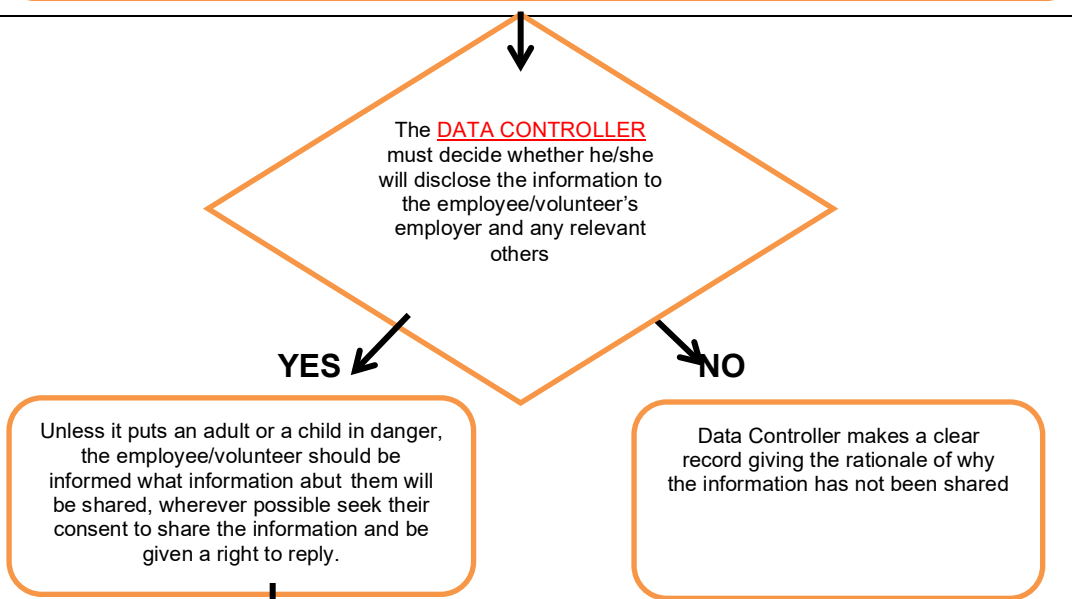 The DATA CONTROLLER
must decide whether he/she
will disclose the information to
the employee/volunteer’s
employer and any relevant
others
YES
NO
Unless it puts an adult or a child in danger,
the employee/volunteer should be
informed what information abut them will
be shared, wherever possible seek their
consent to share the information and be
given a right to reply.
Data Controller makes a clear
record giving the rationale of why
the information has not been shared